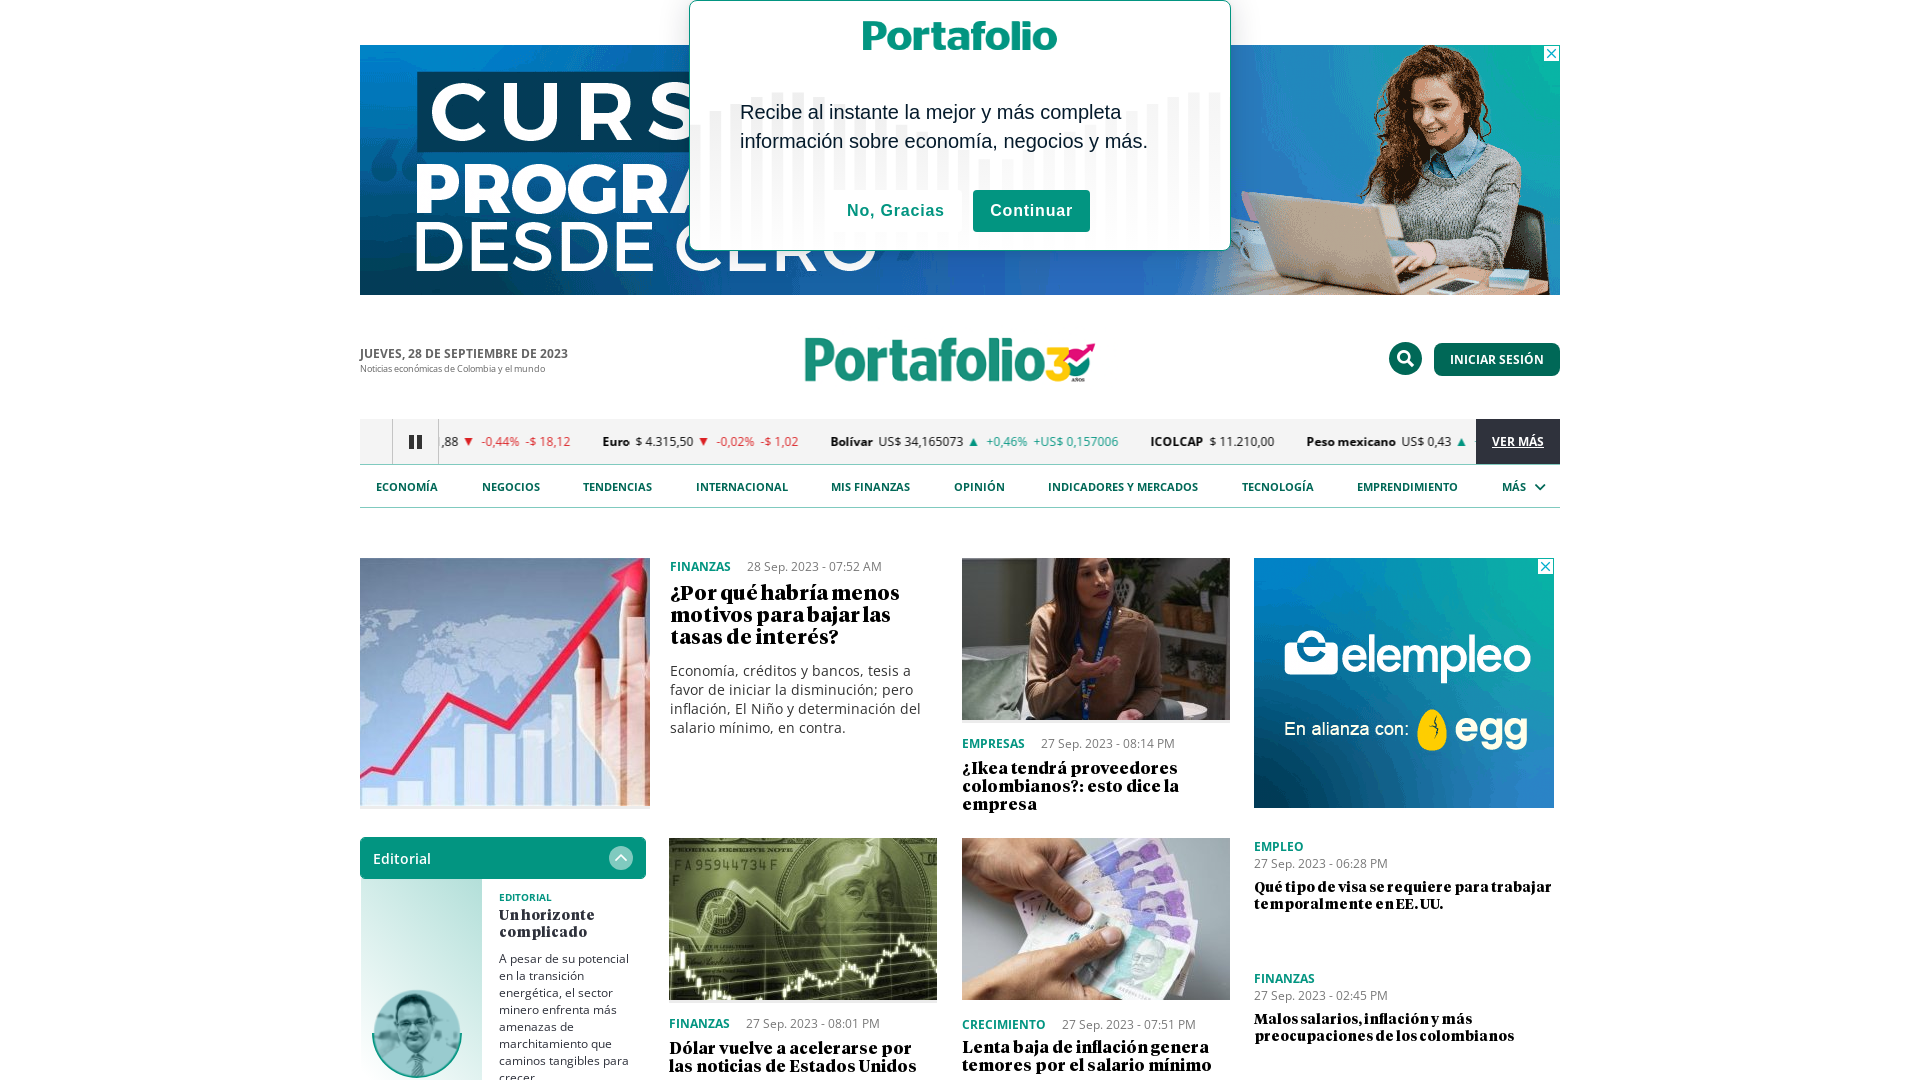 Portafolio
Recibe al instante la mejor y más completa
información sobre economía, negocios y más.
No, Gracias
Continuar
CURS
PROGRA
DESDE CERO
JUEVES, 28 DE SEPTIEMBRE DE 2023
Noticias económicas de Colombia y el mundo
Portafolio 30
AÑOS
INICIAR SESIÓN
,88 ▼ -0,44% -$ 18,12
Euro $ 4.315,50 ▼ -0,02% -$ 1,02
Bolívar US$ 34,165073 ▲ +0,46% +US$ 0,157006
ICOLCAP $ 11.210,00
Peso mexicano US$ 0,43 ▲
VER MÁS
ECONOMÍA
NEGOCIOS
TENDENCIAS
INTERNACIONAL
MIS FINANZAS
OPINIÓN
INDICADORES Y MERCADOS
TECNOLOGÍA
EMPRENDIMIENTO
MÁS
FINANZAS 28 Sep. 2023 - 07:52 AM
¿Por qué habría menos
motivos para bajar las
tasas de interés?
Economía, créditos y bancos, tesis a
favor de iniciar la disminución; pero
inflación, El Niño y determinación del
salario mínimo, en contra.
EMPRESAS 27 Sep. 2023 - 08:14 PM
¿Ikea tendrá proveedores
colombianos?: esto dice la
empresa
elempleo
En alianza con: egg
Editorial
EDITORIAL
Un horizonte
complicado
A pesar de su potencial
en la transición
energética, el sector
minero enfrenta más
amenazas de
marchitamiento que
caminos tangibles para
crecer.
FEDERAL RESERVE NOTE
FA95944734F
FINANZAS 27 Sep. 2023 - 08:01 PM
Dólar vuelve a acelerarse por
las noticias de Estados Unidos
CRECIMIENTO 27 Sep. 2023 - 07:51 PM
Lenta baja de inflación genera
temores por el salario mínimo
EMPLEO
27 Sep. 2023 - 06:28 PM
Qué tipo de visa se requiere para trabajar
temporalmente en EE. UU.
FINANZAS
27 Sep. 2023 - 02:45 PM
Malos salarios, inflación y más
preocupaciones de los colombianos